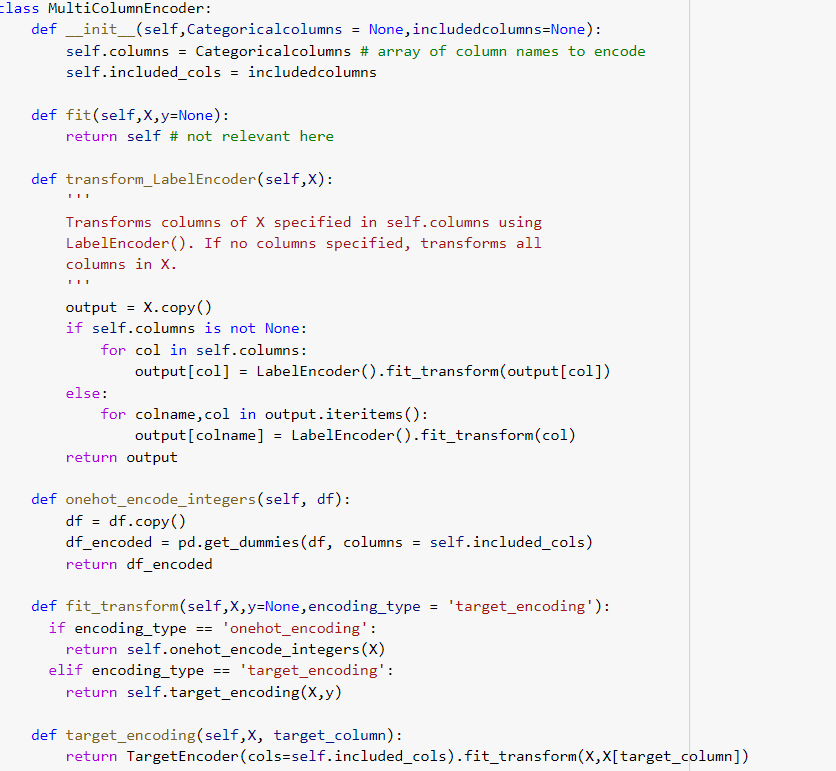 class MultiColumnEncoder:
    def __init__(self,Categoricalcolumns = None,includedcolumns=None):
        self.columns = Categoricalcolumns # array of column names to encode
        self.included_cols = includedcolumns

    def fit(self,X,y=None):
        return self # not relevant here

    def transform_LabelEncoder(self,X):
        '''
        Transforms columns of X specified in self.columns using
        LabelEncoder(). If no columns specified, transforms all
        columns in X.
        '''
        output = X.copy()
        if self.columns is not None:
            for col in self.columns:
                output[col] = LabelEncoder().fit_transform(output[col])
        else:
            for colname,col in output.iteritems():
                output[colname] = LabelEncoder().fit_transform(col)
        return output

    def onehot_encode_integers(self, df):
        df = df.copy()
        df_encoded = pd.get_dummies(df, columns = self.included_cols)
        return df_encoded

    def fit_transform(self,X,y=None,encoding_type = 'target_encoding'):
      if encoding_type == 'onehot_encoding':
        return self.onehot_encode_integers(X)
      elif encoding_type == 'target_encoding':
        return self.target_encoding(X,y)

    def target_encoding(self,X, target_column):
        return TargetEncoder(cols=self.included_cols).fit_transform(X,X[target_column])